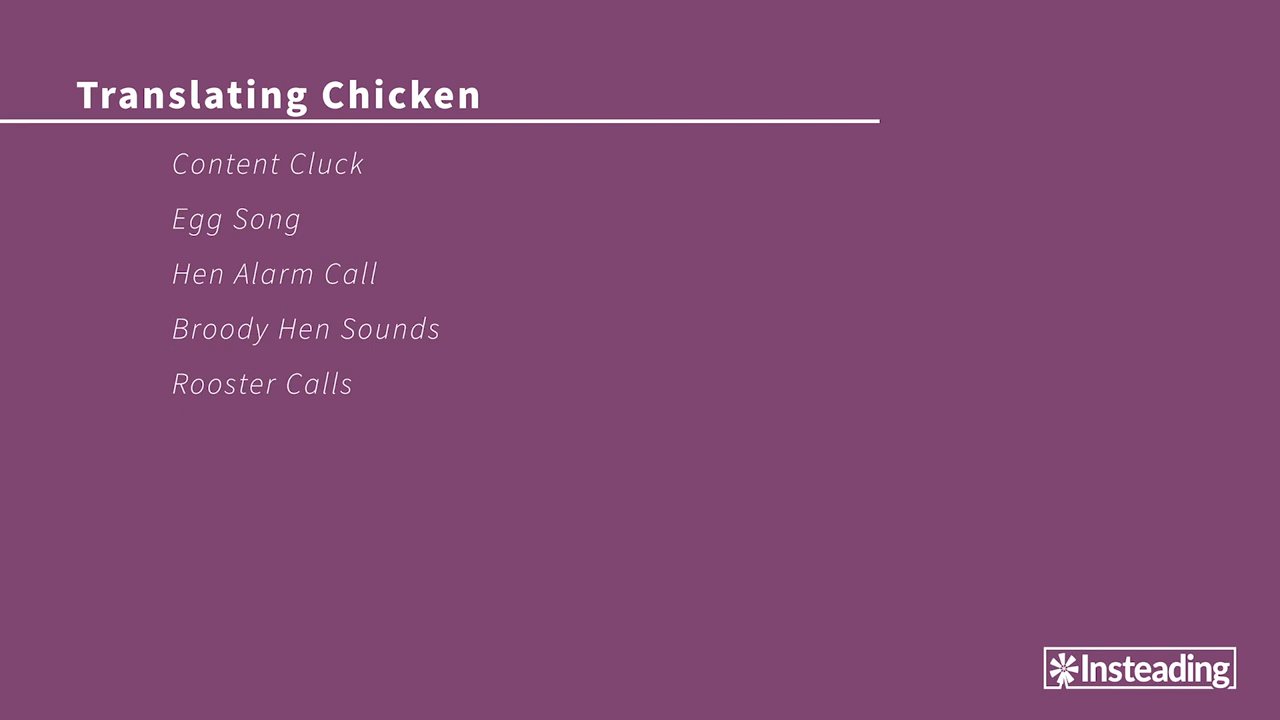 Translating Chicken
Content Cluck
Egg Song
Hen Alarm Call
Broody Hen Sounds
Rooster Calls
Insteading